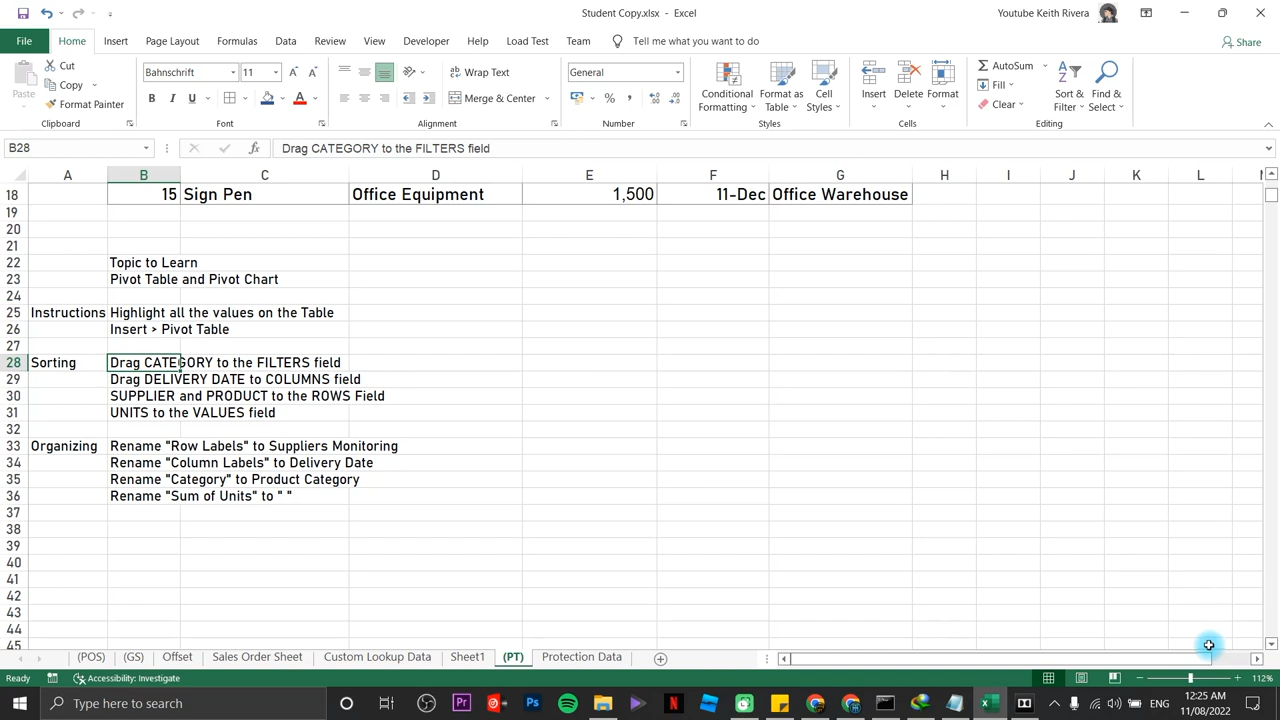 Student Copy.xlsx - Excel
Youtube Keith Rivera
File Home Insert Page Layout Formulas Data Review View Developer Help Load Test Team Tell me what you want to do Share
Paste
Cut
Copy
Format Painter
Clipboard
Bahnschrift 11
B I U A
Font
Wrap Text
Merge & Center
Alignment
General
%
Number
Conditional Formatting
Format as Table
Cell Styles
Styles
Insert Delete Format
Cells
AutoSum
Fill
Clear
Sort & Filter
Find & Select
Editing
B28 fx Drag CATEGORY to the FILTERS field
A B C D E F G H I J K L
18 15 Sign Pen Office Equipment 1,500 11-Dec Office Warehouse
19
20
21
22 Topic to Learn
23 Pivot Table and Pivot Chart
24
25 Instructions Highlight all the values on the Table
26 Insert > Pivot Table
27
28 Sorting Drag CATEGORY to the FILTERS field
29 Drag DELIVERY DATE to COLUMNS field
30 SUPPLIER and PRODUCT to the ROWS Field
31 UNITS to the VALUES field
32
33 Organizing Rename "Row Labels" to Suppliers Monitoring
34 Rename "Column Labels" to Delivery Date
35 Rename "Category" to Product Category
36 Rename "Sum of Units" to " "
37
38
39
40
41
42
43
44
45
(POS) (GS) Offset Sales Order Sheet Custom Lookup Data Sheet1 (PT) Protection Data
Ready Accessibility: Investigate 112%
Type here to search
ENG
12:25 AM
11/08/2022